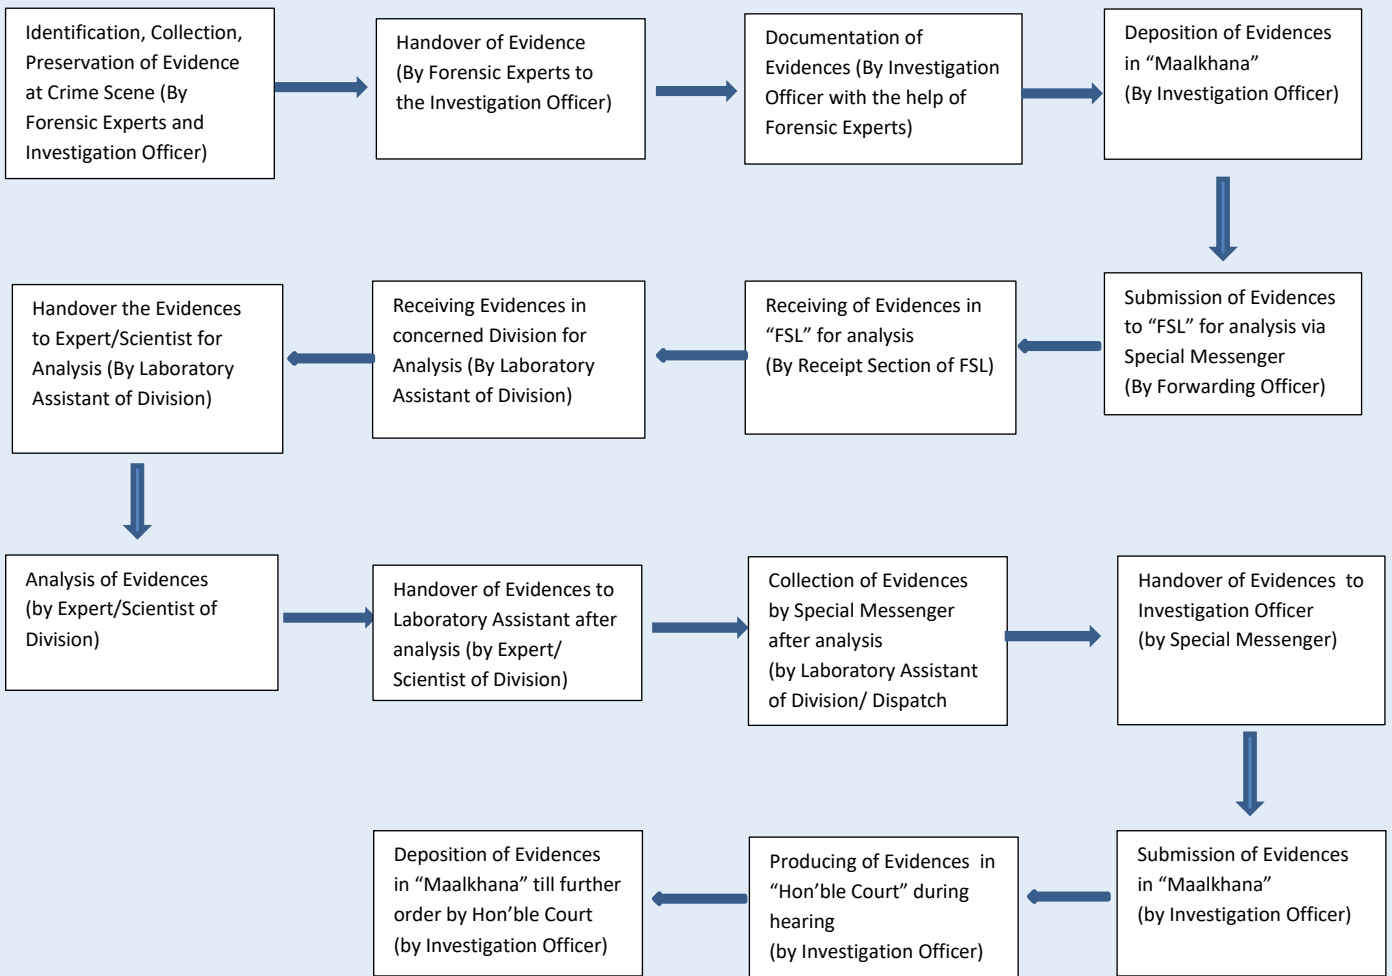 Identification, Collection,
Preservation of Evidence
at Crime Scene (By
Forensic Experts and
Investigation Officer)
Handover of Evidence
(By Forensic Experts to
the Investigation Officer)
Documentation of
Evidences (By Investigation
Officer with the help of
Forensic Experts)
Deposition of Evidences
in “Maalkhana”
(By Investigation Officer)
Submission of Evidences
to “FSL” for analysis via
Special Messenger
(By Forwarding Officer)
Receiving of Evidences in
“FSL” for analysis
(By Receipt Section of FSL)
Receiving Evidences in
concerned Division for
Analysis (By Laboratory
Assistant of Division)
Handover the Evidences
to Expert/Scientist for
Analysis (By Laboratory
Assistant of Division)
Analysis of Evidences
(by Expert/Scientist of
Division)
Handover of Evidences to
Laboratory Assistant after
analysis (by Expert/
Scientist of Division)
Collection of Evidences
by Special Messenger
after analysis
(by Laboratory Assistant
of Division/ Dispatch
Handover of Evidences to
Investigation Officer
(by Special Messenger)
Submission of Evidences
in “Maalkhana”
(by Investigation Officer)
Producing of Evidences in
“Hon’ble Court” during
hearing
(by Investigation Officer)
Deposition of Evidences
in “Maalkhana” till further
order by Hon’ble Court
(by Investigation Officer)